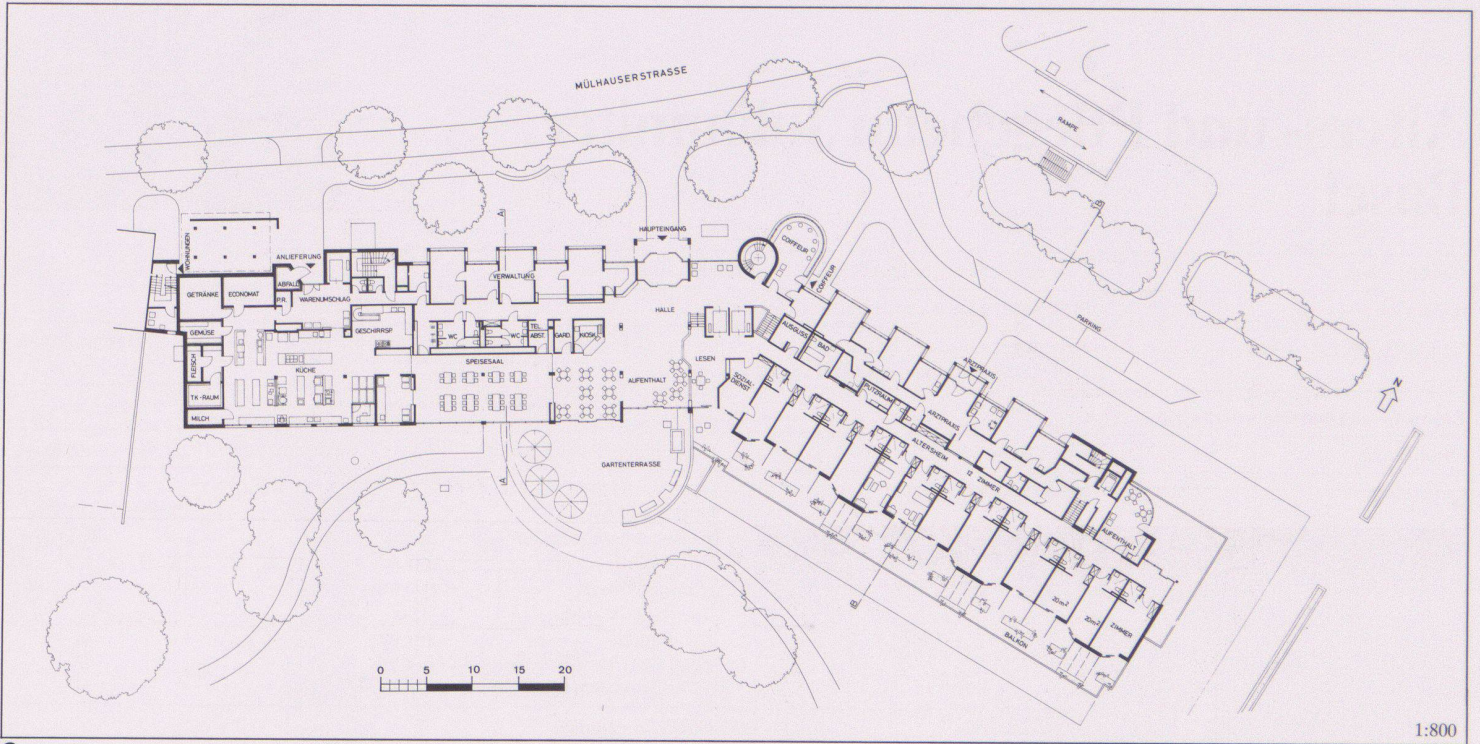 MÜLHAUSERSTRASSE
RAMPE
B
PARKING
N
WOHNUNGEN
ANLIEFERUNG
A
HAUPTEINGANG
COIFFEUR
COIFFEUR
ABFALL
VERWALTUNG
GETRÄNKE
ECONOMAT
P.R.
WARENUMSCHLAG
HALLE
GEMÜSE
GESCHIRRSP.
WC
WC
TEL.
ABST.
GARD.
KIOSK
AUSGUSS
BAD
ARZTPRAXIS
FLEISCH
KÜCHE
SPEISESAAL
LESEN
AUFENTHALT
SOZIAL-
DIENST
PUTZRAUM
ARZTPRAXIS
TK-RAUM
MILCH
ALTERSHEIM
12 ZIMMER
GARTENTERRASSE
A
AUFENTHALT
B
20m²
20m²
ZIMMER
BALKON
0 5 10 15 20
1:800